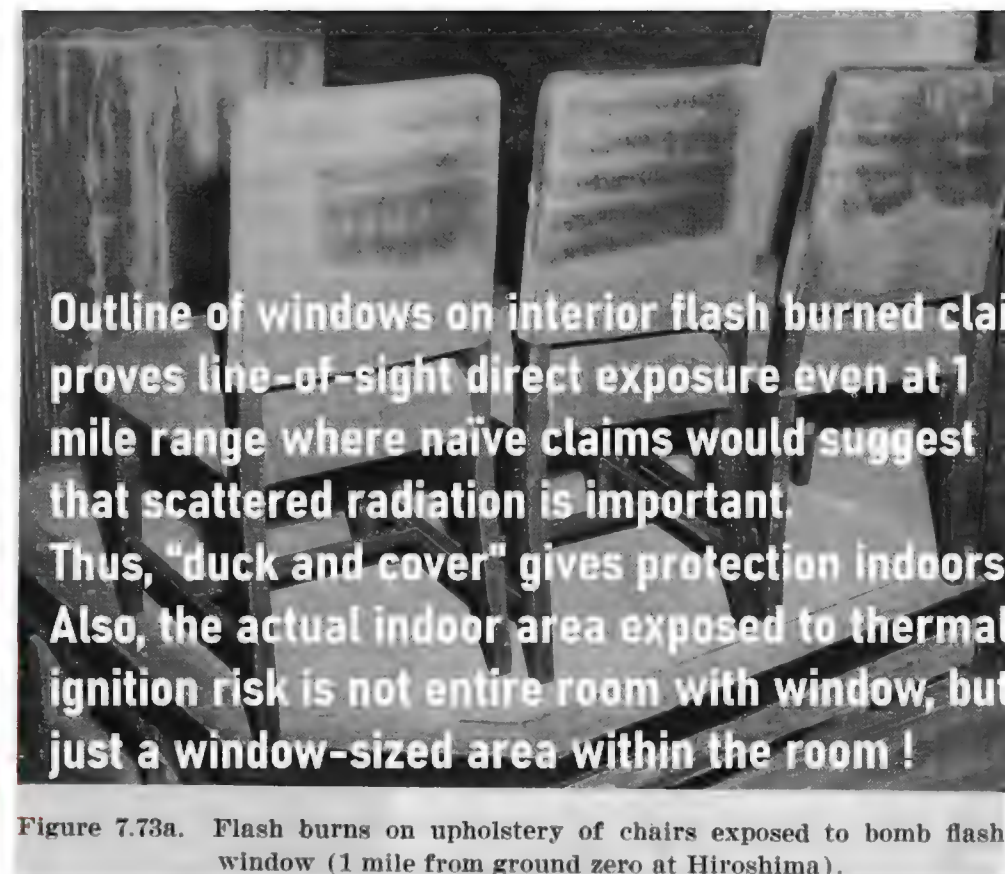 Outline of windows on interior flash burned clai
proves line-of-sight direct exposure even at 1
mile range where naïve claims would suggest
that scattered radiation is important.
Thus, "duck and cover" gives protection indoors
Also, the actual indoor area exposed to thermal
ignition risk is not entire room with window, but
just a window-sized area within the room !
Figure 7.73a. Flash burns on upholstery of chairs exposed to bomb flash
window (1 mile from ground zero at Hiroshima).